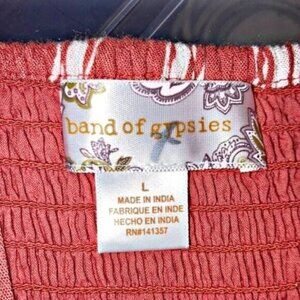 band of gypsies
L
MADE IN INDIA
FABRIQUE EN INDE
HECHO EN INDIA
RN#141357